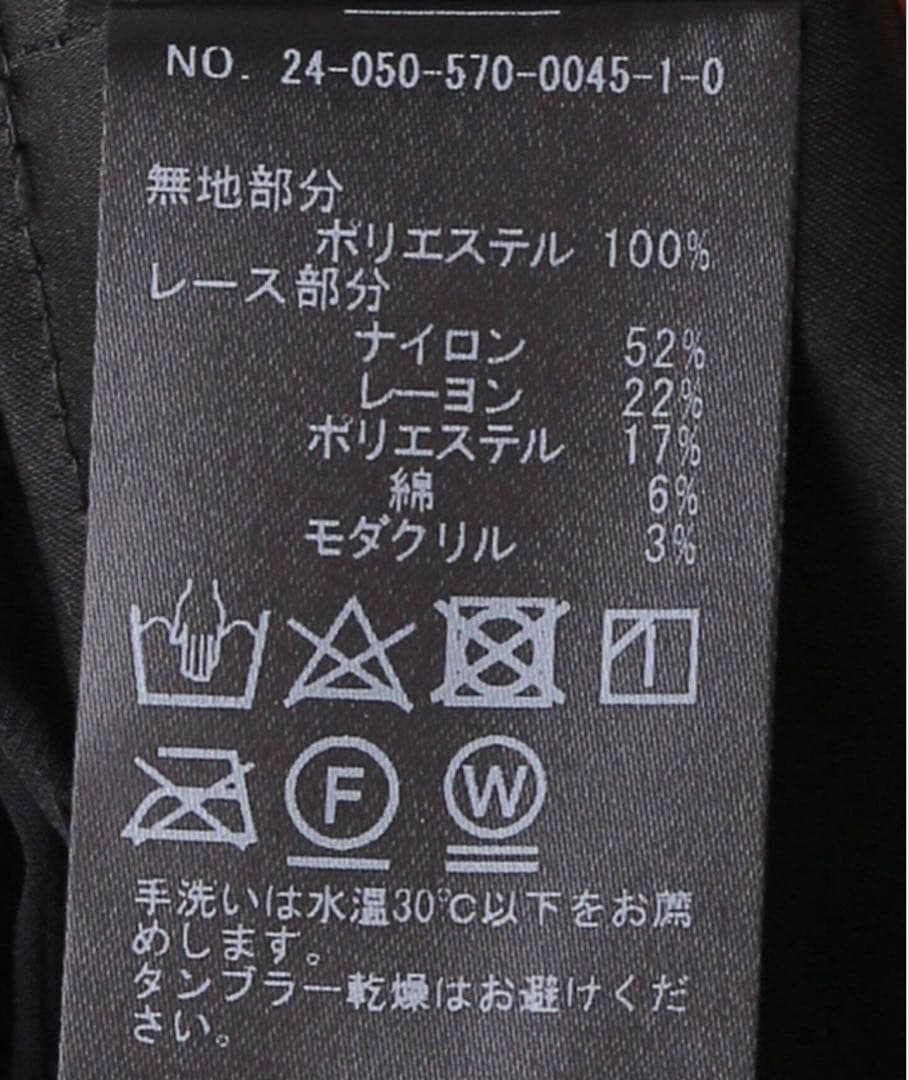 NO. 24-050-570-0045-1-0
無地部分
ポリエステル 100%
レース部分
ナイロン 52%
レーヨン 22%
ポリエステル 17%
綿 6%
モダクリル 3%
F W
手洗いは水温30℃以下をお薦
めします。
タンブラー乾燥はお避けくだ
さい。